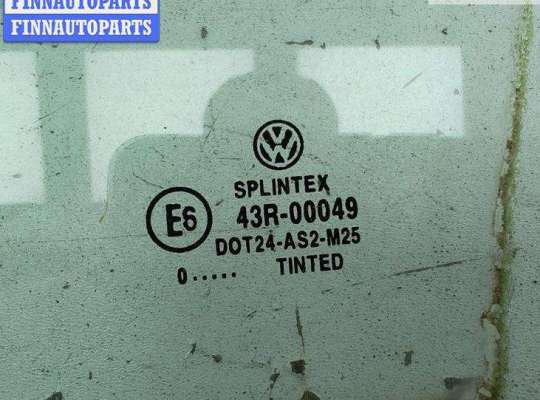 FINNAUTOPARTS
FINNAUTOPARTS
SPLINTEX
E6 43R-00049
DOT24-AS2-M25
0..... TINTED